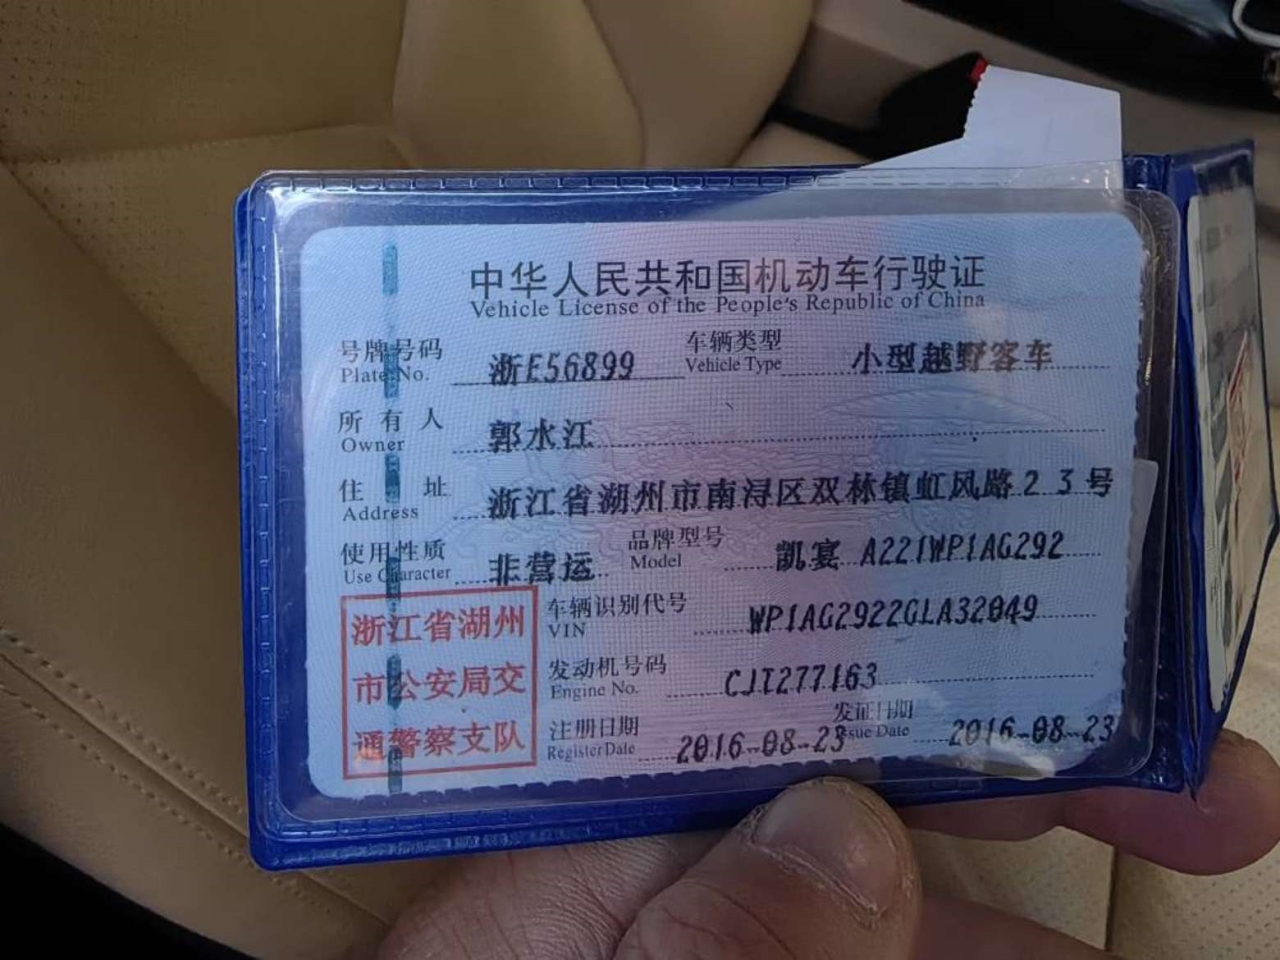 中华人民共和国机动车行驶证
Vehicle License of the People's Republic of China
号牌号码 浙E56899 车辆类型 小型越野客车
Plate No. Vehicle Type
所有人 郭水江
Owner
住址 浙江省湖州市南浔区双林镇虹风路23号
Address
使用性质 非营运 品牌型号 凯宴 A221WP1AG292
Use Character Model
浙江省湖州
市公安局交
通警察支队
车辆识别代号 WP1AG2922GLA32049
VIN
发动机号码 CJT277163
Engine No.
注册日期 2016-08-23 发证日期 2016-08-23
Register Date Issue Date